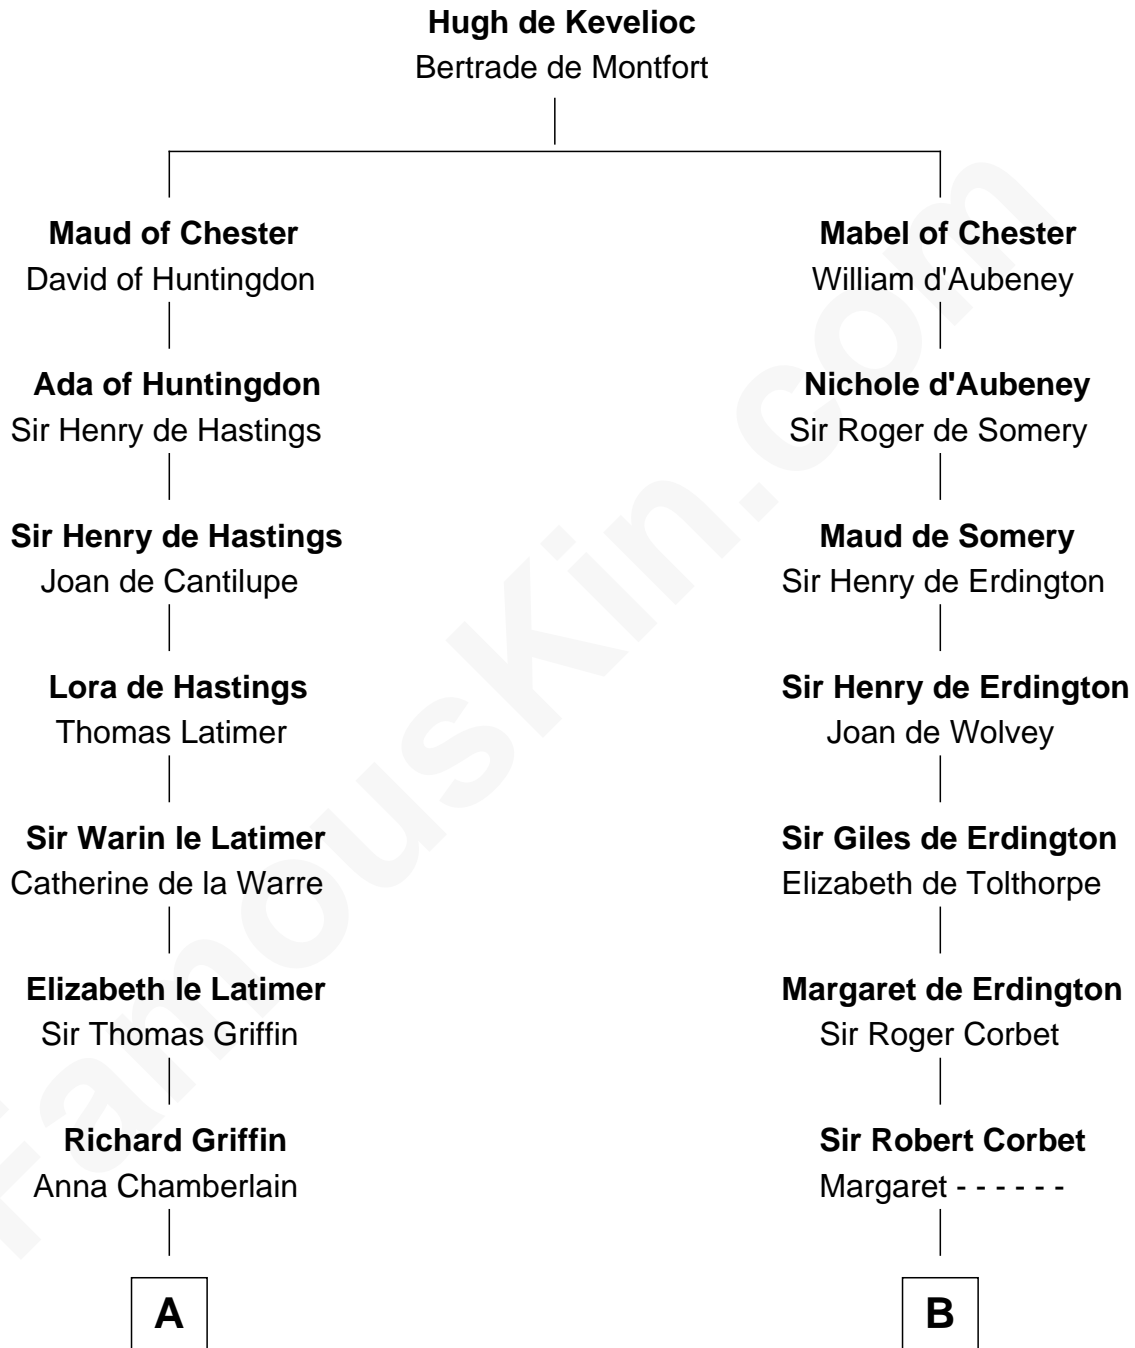 Hugh de Kevelioc
Bertrade de Montfort
Maud of Chester
David of Huntingdon
Mabel of Chester
William d'Aubeney
Ada of Huntingdon
Sir Henry de Hastings
Nichole d'Aubeney
Sir Roger de Somery
Sir Henry de Hastings
Joan de Cantilupe
Maud de Somery
Sir Henry de Erdington
Lora de Hastings
Thomas Latimer
Sir Henry de Erdington
Joan de Wolvey
Sir Warin le Latimer
Catherine de la Warre
Sir Giles de Erdington
Elizabeth de Tolthorpe
Elizabeth le Latimer
Sir Thomas Griffin
Margaret de Erdington
Sir Roger Corbet
Richard Griffin
Anna Chamberlain
Sir Robert Corbet
Margaret - - - - - -
A
B
FamousKin.com